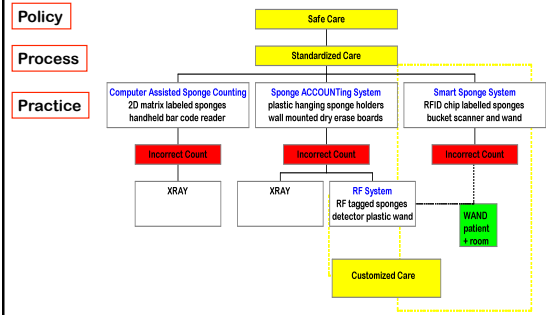 Policy
Safe Care
Process
Standardized Care
Practice
Computer Assisted Sponge Counting
2D matrix labeled sponges
handheld bar code reader
Sponge ACCOUNTing System
plastic hanging sponge holders
wall mounted dry erase boards
Smart Sponge System
RFID chip labelled sponges
bucket scanner and wand
Incorrect Count
Incorrect Count
Incorrect Count
XRAY
XRAY
RF System
RF tagged sponges
detector plastic wand
WAND
patient
+ room
Customized Care